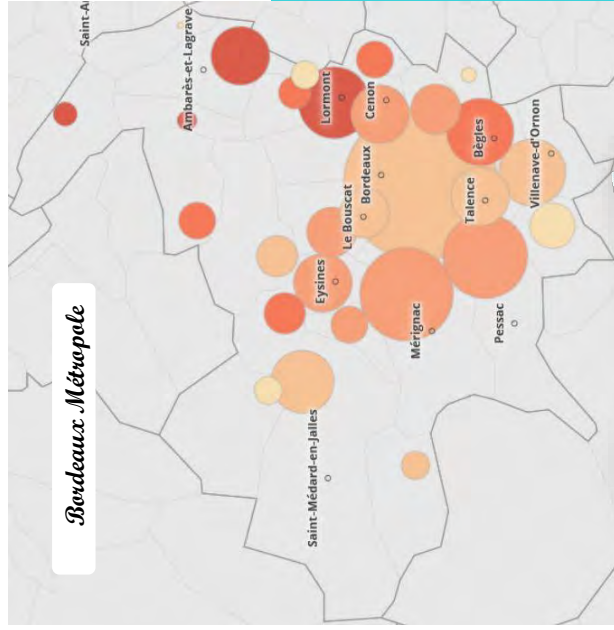 Bordeaux Métropole
Saint-Médard-en-Jalles
Eysines
Le Bouscat
Bordeaux
Mérignac
Pessac
Talence
Bègles
Villenave-d'Ornon
Cenon
Lormont
Ambarès-et-Lagrave